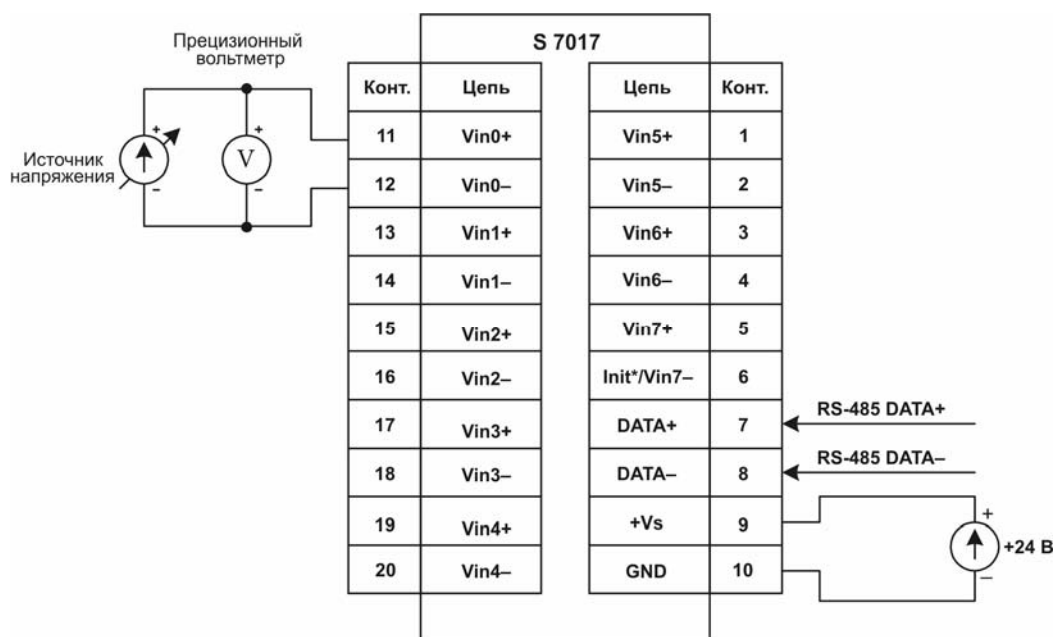 S 7017
Прецизионный
вольтметр
Источник
напряжения
+
−
+
V
−
Конт. Цепь
11 Vin0+
12 Vin0–
13 Vin1+
14 Vin1–
15 Vin2+
16 Vin2–
17 Vin3+
18 Vin3–
19 Vin4+
20 Vin4–
Цепь Конт.
Vin5+ 1
Vin5– 2
Vin6+ 3
Vin6– 4
Vin7+ 5
Init*/Vin7– 6
DATA+ 7
DATA– 8
+Vs 9
GND 10
RS-485 DATA+
RS-485 DATA–
+
+24 В
–